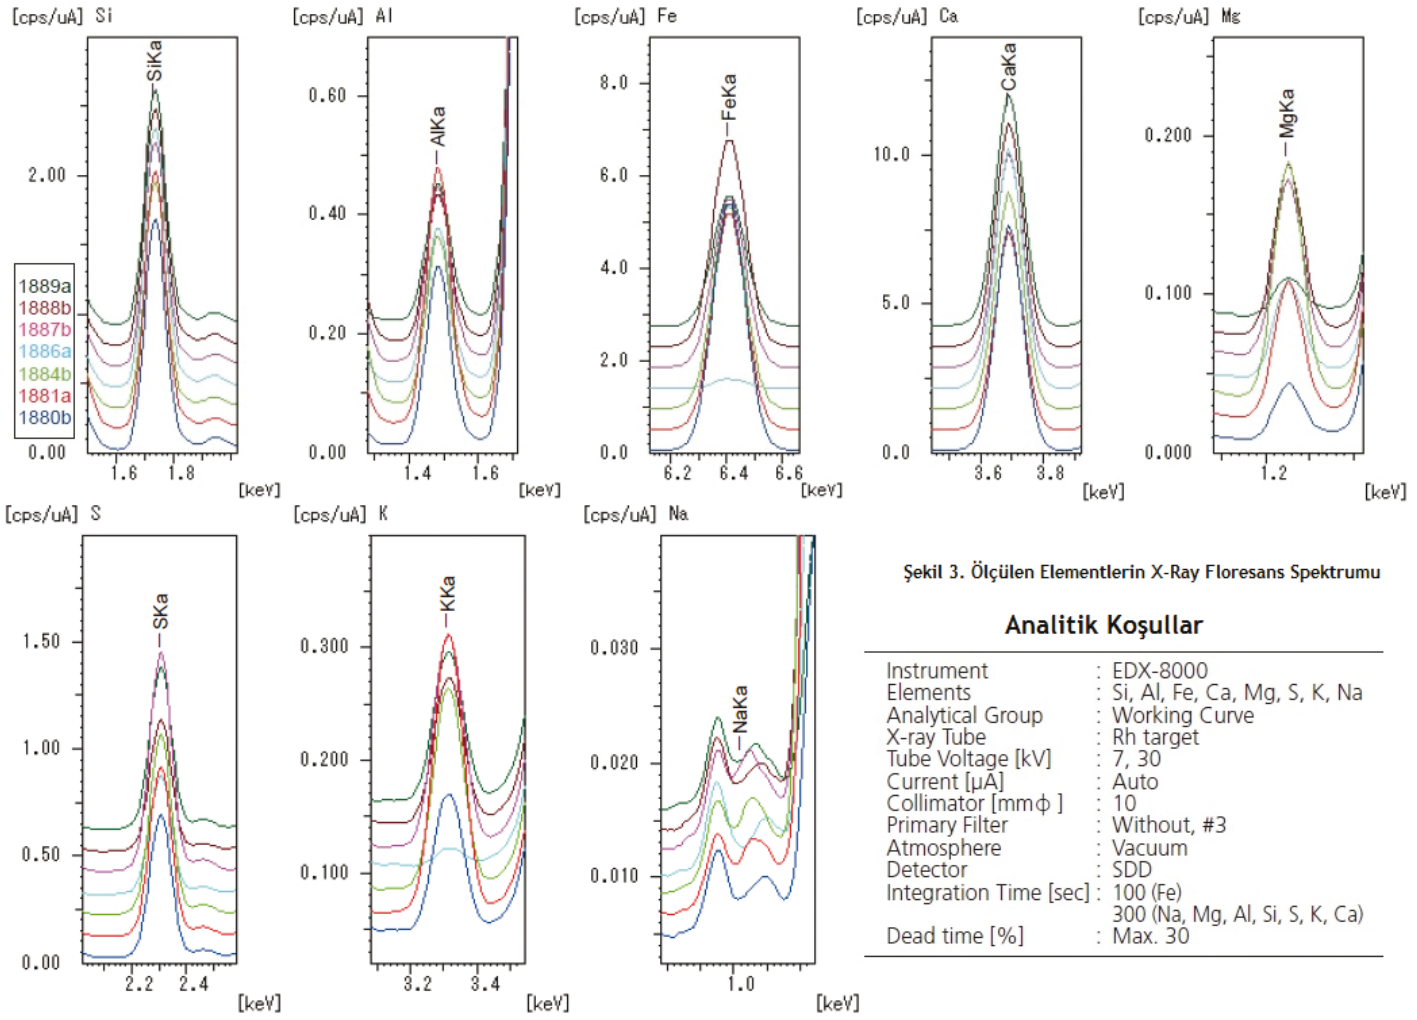 [cps/uA] Si
SiKa
2.00
0.00
1.6 1.8
[keV]
1889a
1888b
1887b
1886a
1884b
1881a
1880b
[cps/uA] Al
AlKa
0.60
0.40
0.20
0.00
1.4 1.6
[keV]
[cps/uA] Fe
FeKa
8.0
6.0
4.0
2.0
0.0
6.2 6.4 6.6
[keV]
[cps/uA] Ca
CaKa
10.0
5.0
0.0
3.6 3.8
[keV]
[cps/uA] Mg
MgKa
0.200
0.100
0.000
1.2
[keV]
[cps/uA] S
SKa
1.50
1.00
0.50
0.00
2.2 2.4
[keV]
[cps/uA] K
KKa
0.300
0.200
0.100
3.2 3.4
[keV]
[cps/uA] Na
NaKa
0.030
0.020
0.010
1.0
[keV]
Şekil 3. Ölçülen Elementlerin X-Ray Floresans Spektrumu
Analitik Koşullar
Instrument : EDX-8000
Elements : Si, Al, Fe, Ca, Mg, S, K, Na
Analytical Group : Working Curve
X-ray Tube : Rh target
Tube Voltage [kV] : 7, 30
Current [μA] : Auto
Collimator [mmϕ ] : 10
Primary Filter : Without, #3
Atmosphere : Vacuum
Detector : SDD
Integration Time [sec] : 100 (Fe)
300 (Na, Mg, Al, Si, S, K, Ca)
Dead time [%] : Max. 30